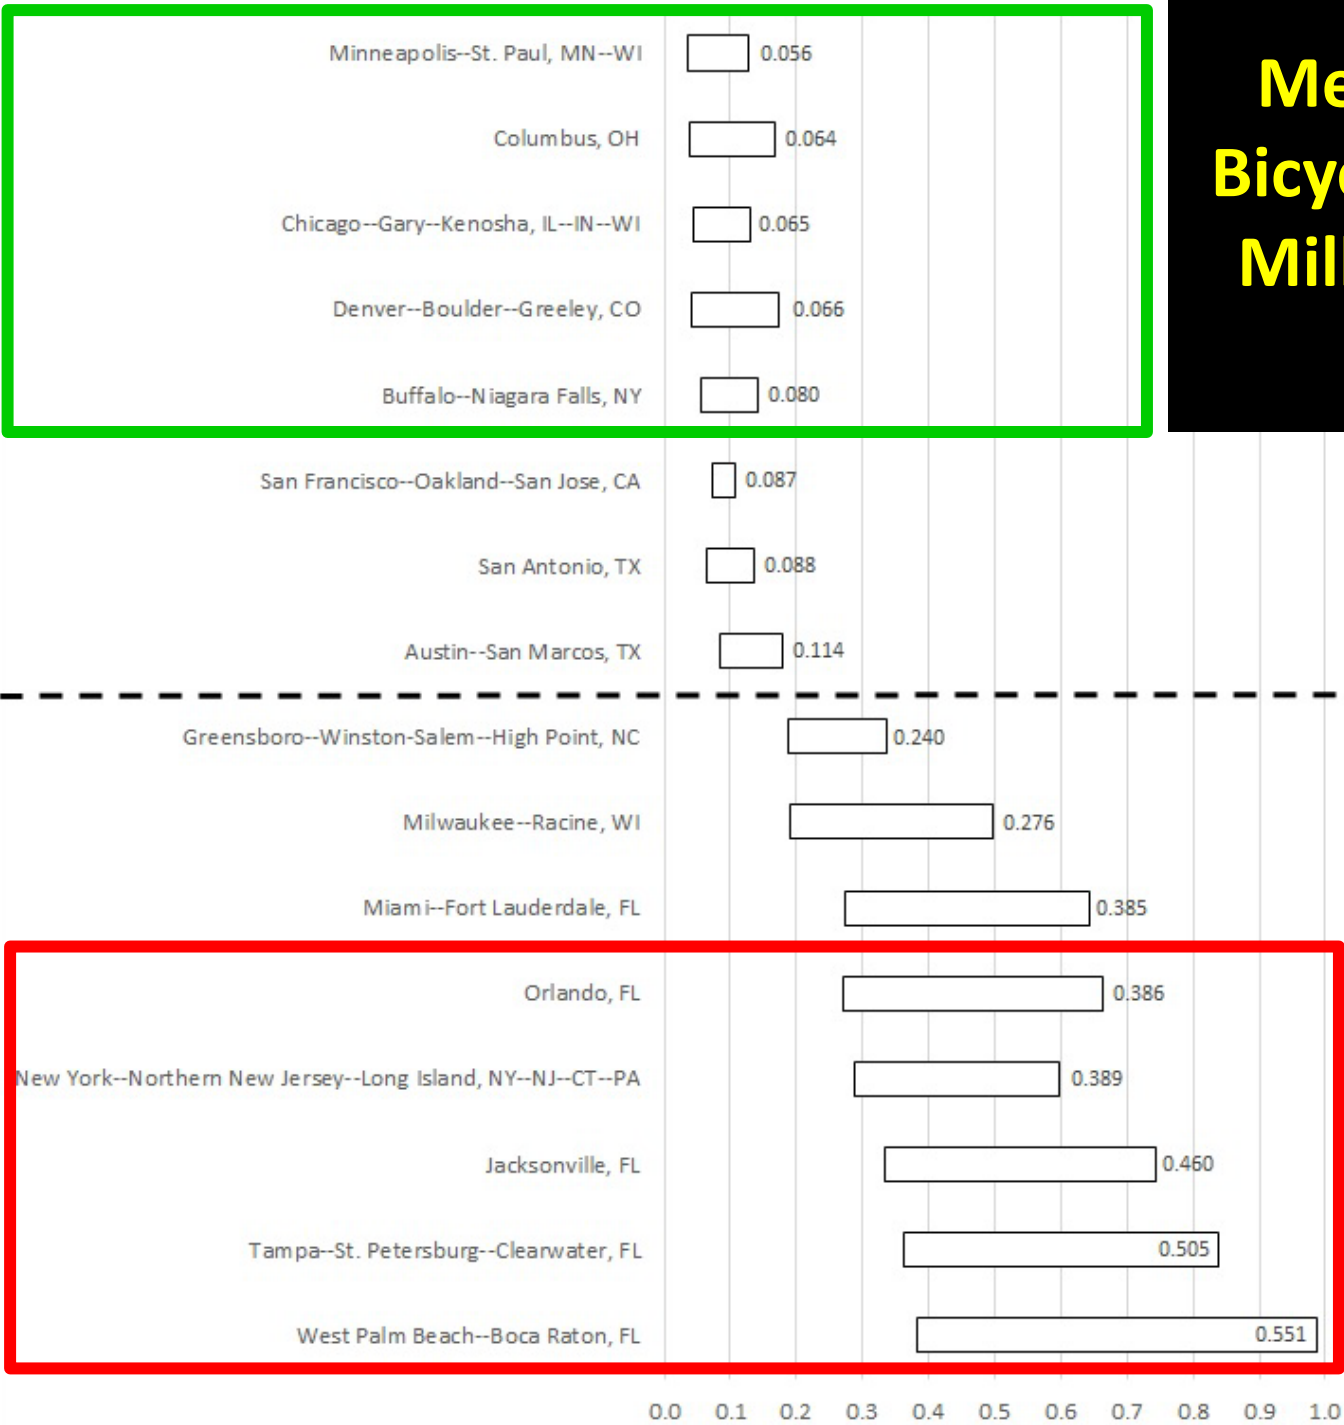 Me
Bicy
Mill
Minneapolis--St. Paul, MN--WI 0.056
Columbus, OH 0.064
Chicago--Gary--Kenosha, IL--IN--WI 0.065
Denver--Boulder--Greeley, CO 0.066
Buffalo--Niagara Falls, NY 0.080
San Francisco--Oakland--San Jose, CA 0.087
San Antonio, TX 0.088
Austin--San Marcos, TX 0.114
Greensboro--Winston-Salem--High Point, NC 0.240
Milwaukee--Racine, WI 0.276
Miami--Fort Lauderdale, FL 0.385
Orlando, FL 0.386
New York--Northern New Jersey--Long Island, NY--NJ--CT--PA 0.389
Jacksonville, FL 0.460
Tampa--St. Petersburg--Clearwater, FL 0.505
West Palm Beach--Boca Raton, FL 0.551
0.0 0.1 0.2 0.3 0.4 0.5 0.6 0.7 0.8 0.9 1.0